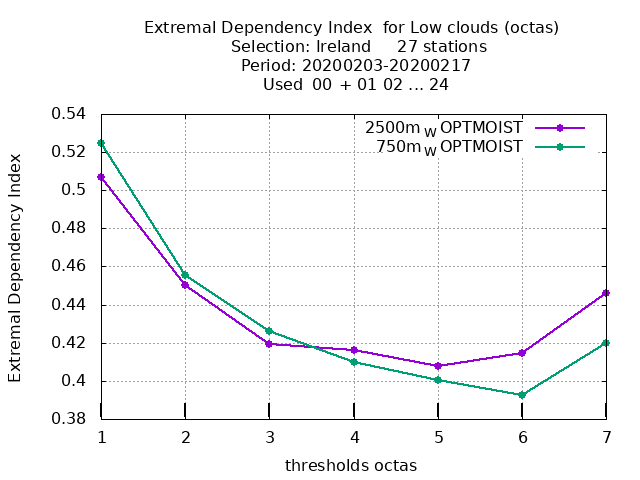 Extremal Dependency Index for Low clouds (octas)
Selection: Ireland 27 stations
Period: 20200203-20200217
Used 00 + 01 02 ... 24
2500m W OPTMOIST
750m W OPTMOIST
Extremal Dependency Index
0.54
0.52
0.5
0.48
0.46
0.44
0.42
0.4
0.38
1 2 3 4 5 6 7
thresholds octas